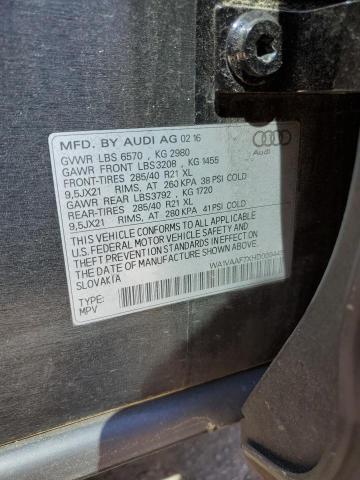 MFD. BY AUDI AG 02 16
GVWR LBS 6570 , KG 2980
GAWR FRONT LBS3208 , KG 1455
FRONT-TIRES 285/40 R21 XL
9,5JX21 RIMS, AT 260 KPA 38 PSI COLD
GAWR REAR LBS3792 , KG 1720
REAR-TIRES 285/40 R21 XL
9,5JX21 RIMS, AT 280 KPA 41 PSI COLD
THIS VEHICLE CONFORMS TO ALL APPLICABLE
U.S. FEDERAL MOTOR VEHICLE SAFETY AND
THEFT PREVENTION STANDARDS IN EFFECT ON
THE DATE OF MANUFACTURE SHOWN ABOVE.
SLOVAKIA
TYPE:
MPV
Audi